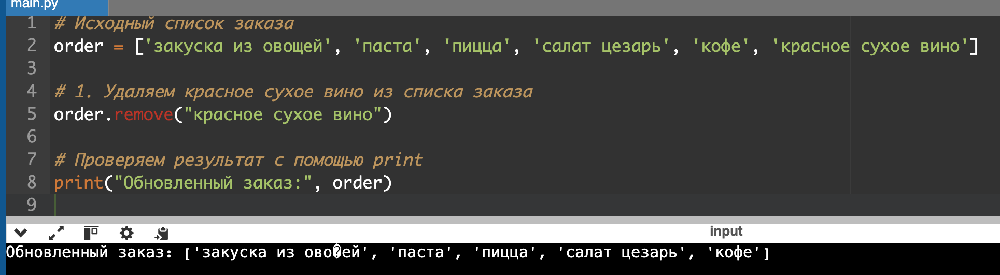 main.py
1 # Исходный список заказа
2 order = ['закуска из овощей', 'паста', 'пицца', 'салат цезарь', 'кофе', 'красное сухое вино']
3
4 # 1. Удаляем красное сухое вино из списка заказа
5 order.remove("красное сухое вино")
6
7 # Проверяем результат с помощью print
8 print("Обновленный заказ:", order)
9
input
Обновленный заказ: ['закуска из ово�ей', 'паста', 'пицца', 'салат цезарь', 'кофе']